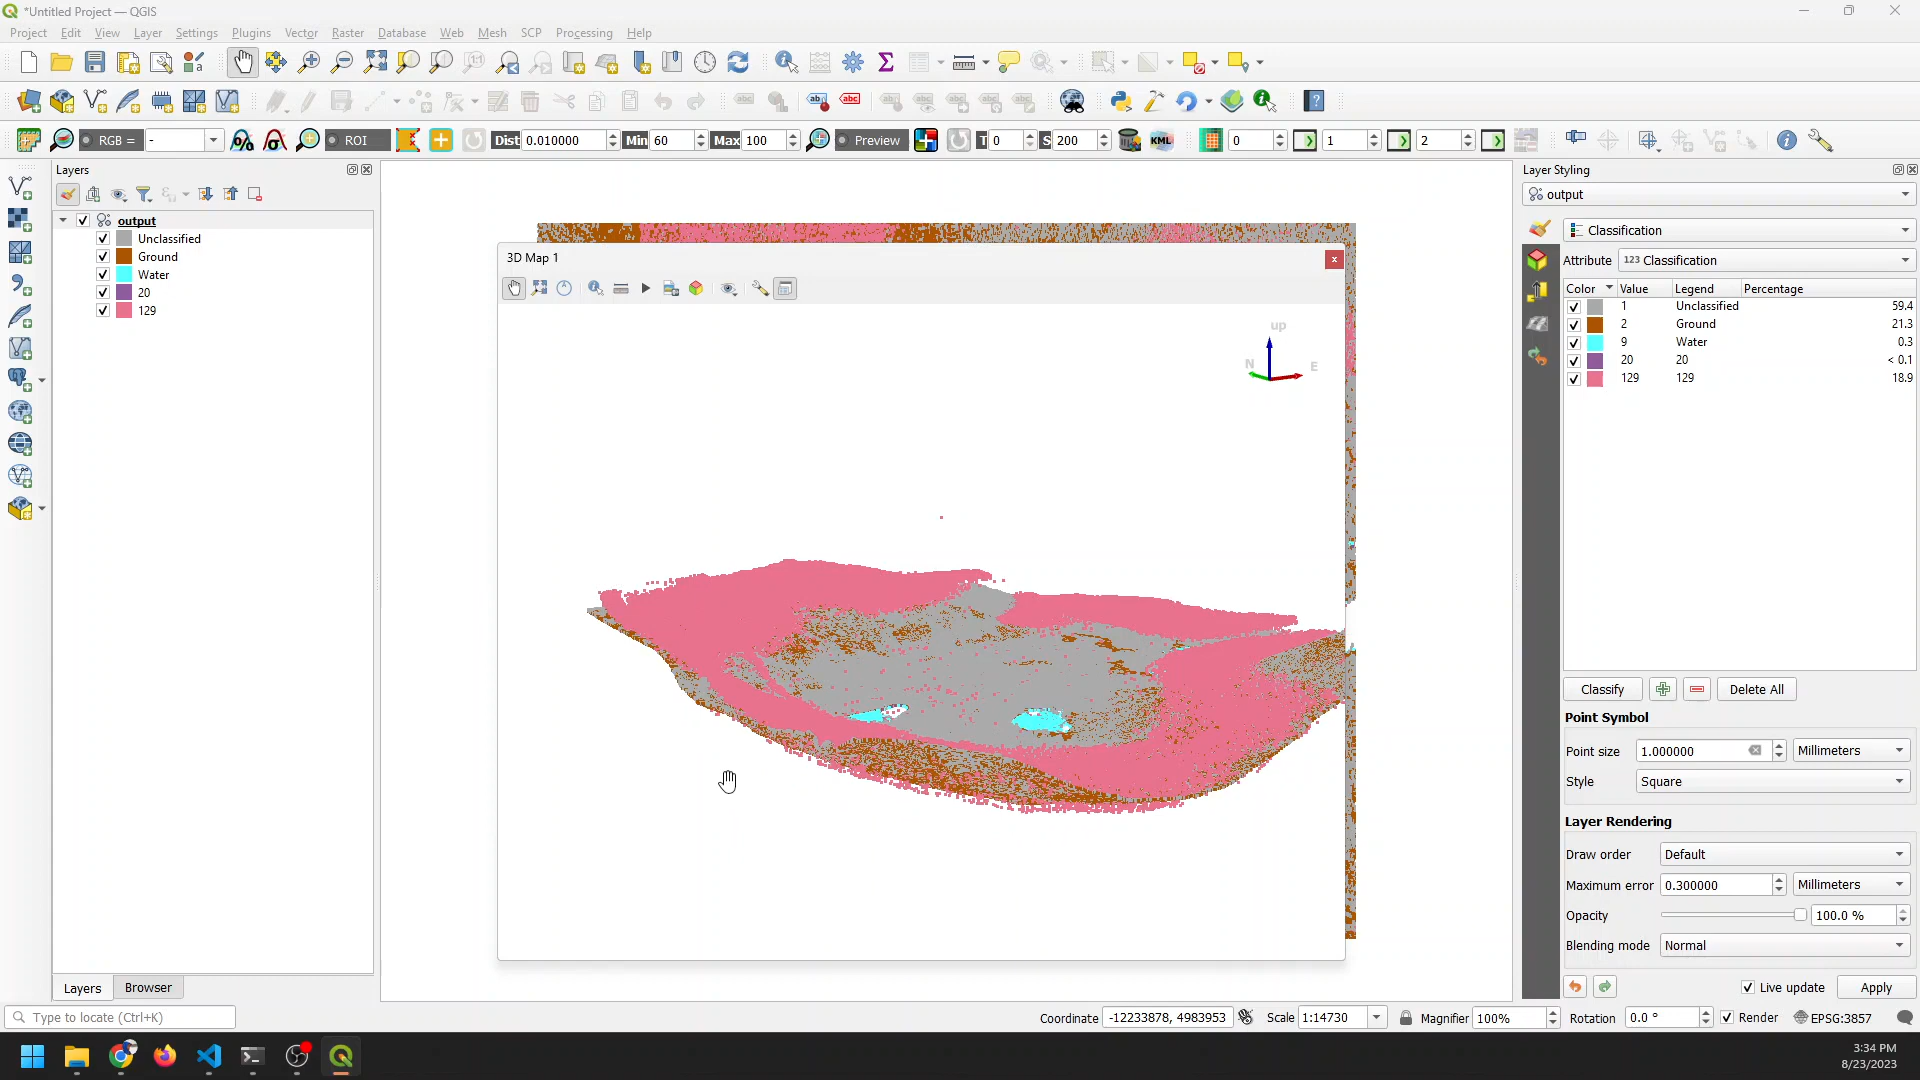 *Untitled Project — QGIS
Project Edit View Layer Settings Plugins Vector Raster Database Web Mesh SCP Processing Help
RGB = - ROI Dist 0.010000 Min 60 Max 100 Preview T 0 S 200 KML 0 1 2
Layers
output
Unclassified
Ground
Water
20
129
3D Map 1
up
N E
Layer Styling
output
Classification
Attribute 123 Classification
Color Value Legend Percentage
1 Unclassified 59.4
2 Ground 21.3
9 Water 0.3
20 20 < 0.1
129 129 18.9
Classify Delete All
Point Symbol
Point size 1.000000 Millimeters
Style Square
Layer Rendering
Draw order Default
Maximum error 0.300000 Millimeters
Opacity 100.0 %
Blending mode Normal
Live update Apply
Layers Browser
Type to locate (Ctrl+K) Coordinate -12233878, 4983953 Scale 1:14730 Magnifier 100% Rotation 0.0 ° Render EPSG:3857
3:34 PM
8/23/2023